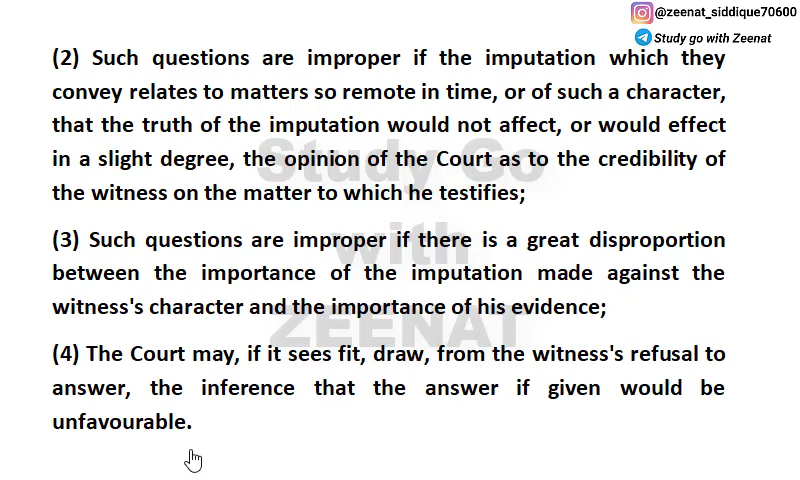 @zeenat_siddique70600
Study go with Zeenat
(2) Such questions are improper if the imputation which they
convey relates to matters so remote in time, or of such a character,
that the truth of the imputation would not affect, or would effect
in a slight degree, the opinion of the Court as to the credibility of
the witness on the matter to which he testifies;
(3) Such questions are improper if there is a great disproportion
between the importance of the imputation made against the
witness's character and the importance of his evidence;
(4) The Court may, if it sees fit, draw, from the witness's refusal to
answer, the inference that the answer if given would be
unfavourable.
Study Go
with
ZEENAT